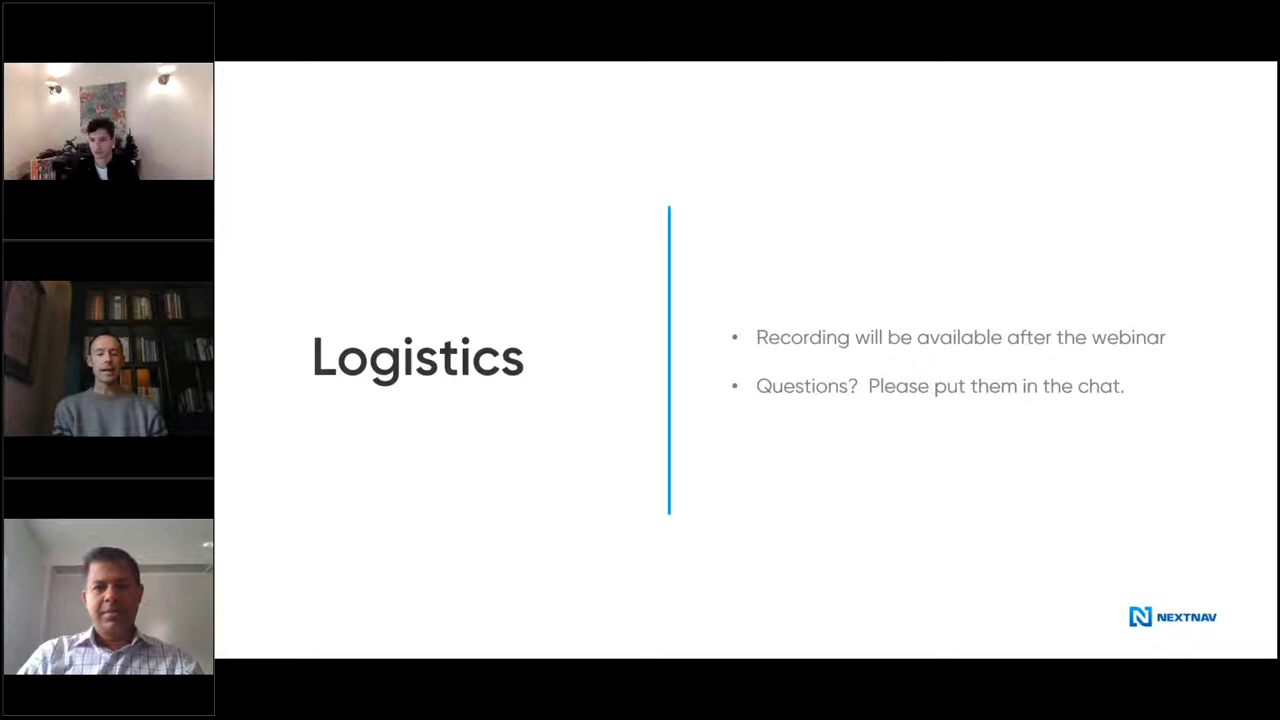 Logistics
• Recording will be available after the webinar
• Questions?  Please put them in the chat.
NEXTNAV